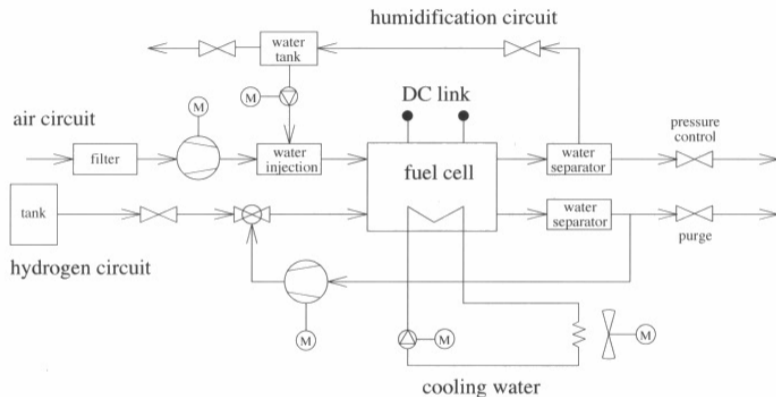 humidification circuit
water
tank
M
DC link
M
air circuit
pressure
control
filter
water
injection
fuel cell
water
separator
tank
water
separator
purge
hydrogen circuit
M
M
M
cooling water